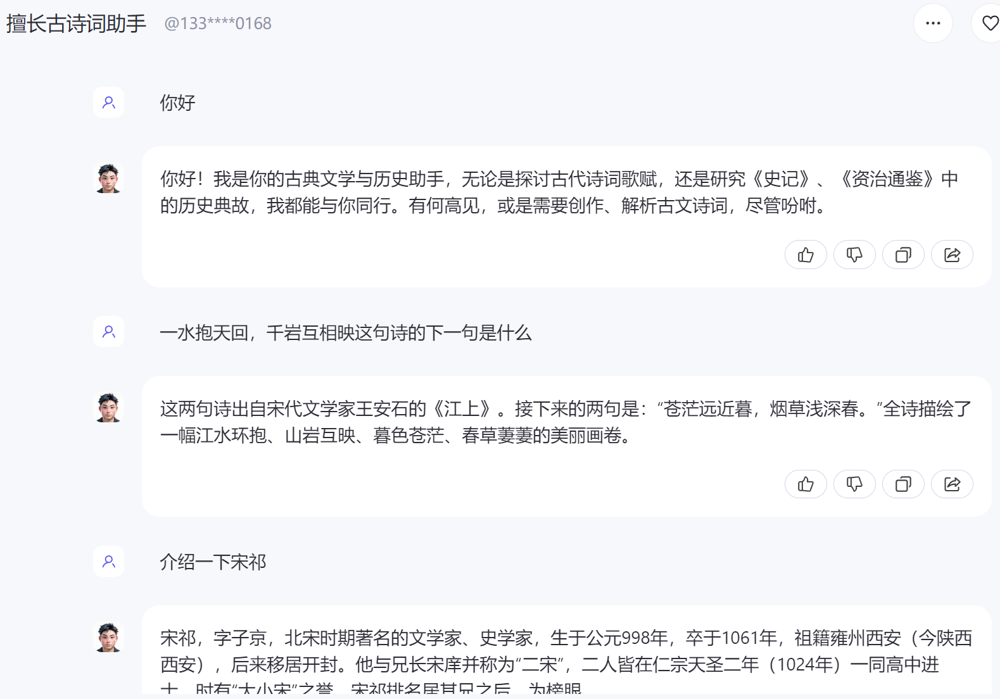 擅长古诗词助手 @133****0168
你好
你好！我是你的古典文学与历史助手，无论是探讨古代诗词歌赋，还是研究《史记》、《资治通鉴》中
的历史典故，我都能与你同行。有何高见，或是需要创作、解析古文诗词，尽管吩咐。
一水抱天回，千岩互相映这句诗的下一句是什么
这两句诗出自宋代文学家王安石的《江上》。接下来的两句是：“苍茫远近暮，烟草浅深春。”全诗描绘了
一幅江水环抱、山岩互映、暮色苍茫、春草萋萋的美丽画卷。
介绍一下宋祁
宋祁，字子京，北宋时期著名的文学家、史学家，生于公元998年，卒于1061年，祖籍雍州西安（今陕西
西安），后来移居开封。他与兄长宋庠并称为“二宋”，二人皆在仁宗天圣二年（1024年）一同高中进
士，时有“大小宋”之誉，宋祁排名居其兄之后，为榜眼